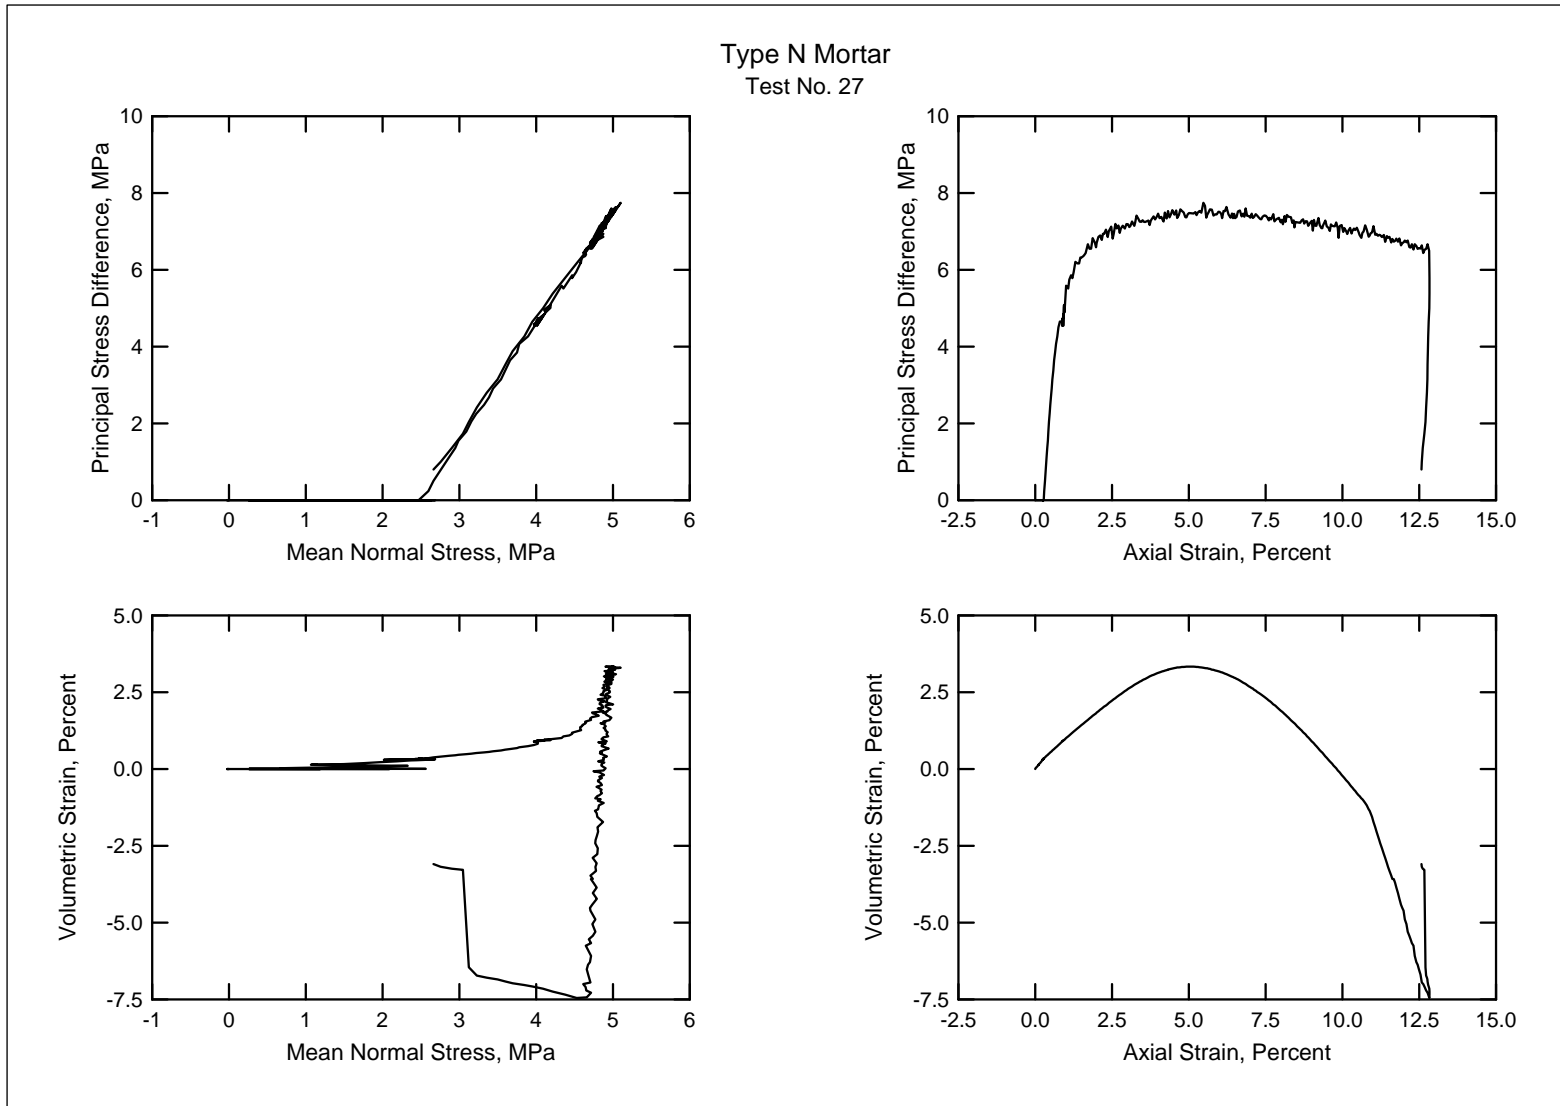 Type N Mortar
Test No. 27
Principal Stress Difference, MPa
10
8
6
4
2
0
-1 0 1 2 3 4 5 6
Mean Normal Stress, MPa
Principal Stress Difference, MPa
10
8
6
4
2
0
-2.5 0.0 2.5 5.0 7.5 10.0 12.5 15.0
Axial Strain, Percent
Volumetric Strain, Percent
5.0
2.5
0.0
-2.5
-5.0
-7.5
-1 0 1 2 3 4 5 6
Mean Normal Stress, MPa
Volumetric Strain, Percent
5.0
2.5
0.0
-2.5
-5.0
-7.5
-2.5 0.0 2.5 5.0 7.5 10.0 12.5 15.0
Axial Strain, Percent